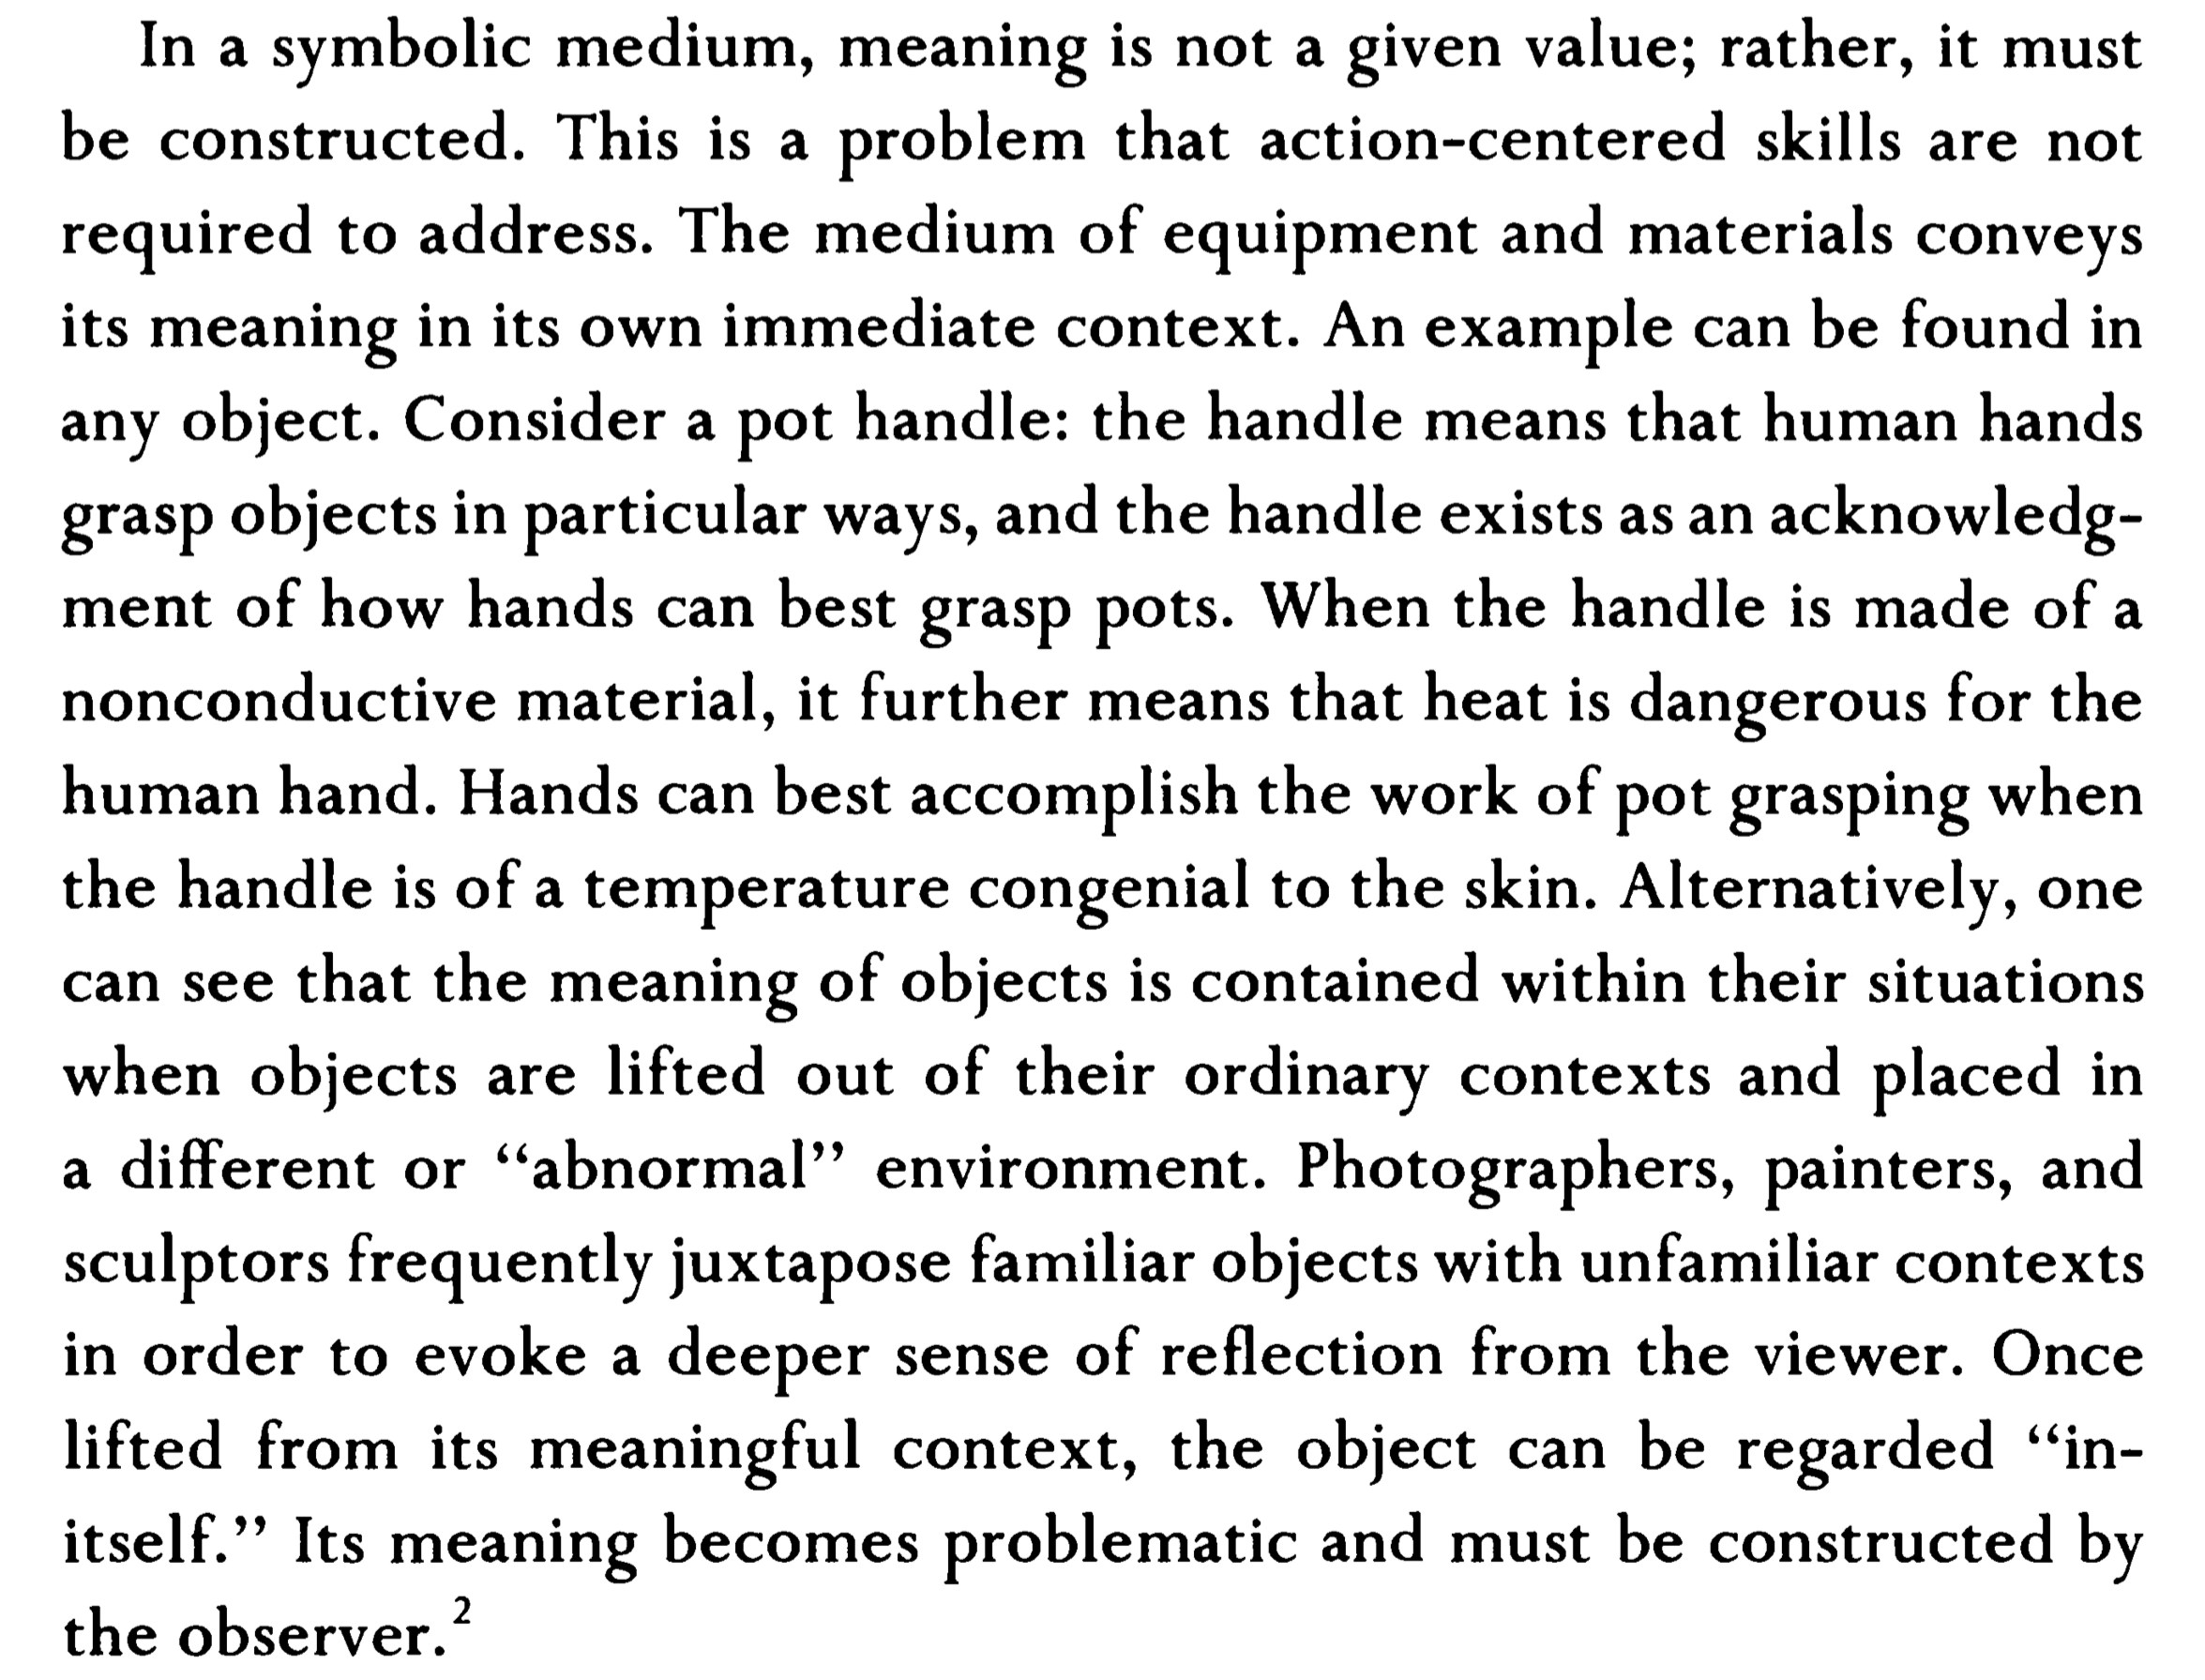 In a symbolic medium, meaning is not a given value; rather, it must
be constructed. This is a problem that action-centered skills are not
required to address. The medium of equipment and materials conveys
its meaning in its own immediate context. An example can be found in
any object. Consider a pot handle: the handle means that human hands
grasp objects in particular ways, and the handle exists as an acknowledg-
ment of how hands can best grasp pots. When the handle is made of a
nonconductive material, it further means that heat is dangerous for the
human hand. Hands can best accomplish the work of pot grasping when
the handle is of a temperature congenial to the skin. Alternatively, one
can see that the meaning of objects is contained within their situations
when objects are lifted out of their ordinary contexts and placed in
a different or “abnormal” environment. Photographers, painters, and
sculptors frequently juxtapose familiar objects with unfamiliar contexts
in order to evoke a deeper sense of reflection from the viewer. Once
lifted from its meaningful context, the object can be regarded “in-
itself.” Its meaning becomes problematic and must be constructed by
the observer.²